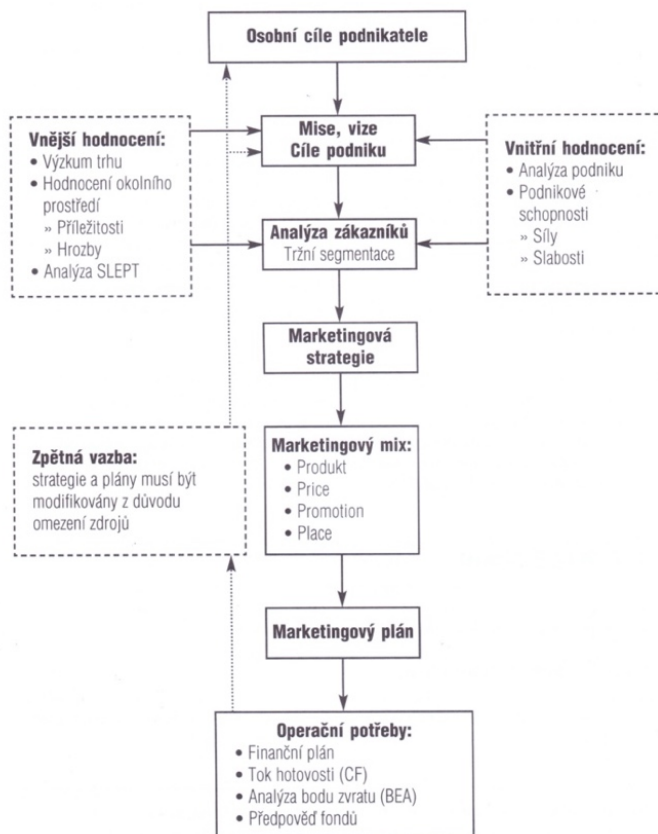 Osobní cíle podnikatele
Vnější hodnocení:
• Výzkum trhu
• Hodnocení okolního
prostředí
» Příležitosti
» Hrozby
• Analýza SLEPT
Mise, vize
Cíle podniku
Vnitřní hodnocení:
• Analýza podniku
• Podnikové
schopnosti
» Síly
» Slabosti
Analýza zákazníků
Tržní segmentace
Marketingová
strategie
Zpětná vazba:
strategie a plány musí být
modifikovány z důvodu
omezení zdrojů
Marketingový mix:
• Produkt
• Price
• Promotion
• Place
Marketingový plán
Operační potřeby:
• Finanční plán
• Tok hotovosti (CF)
• Analýza bodu zvratu (BEA)
• Předpověď fondů